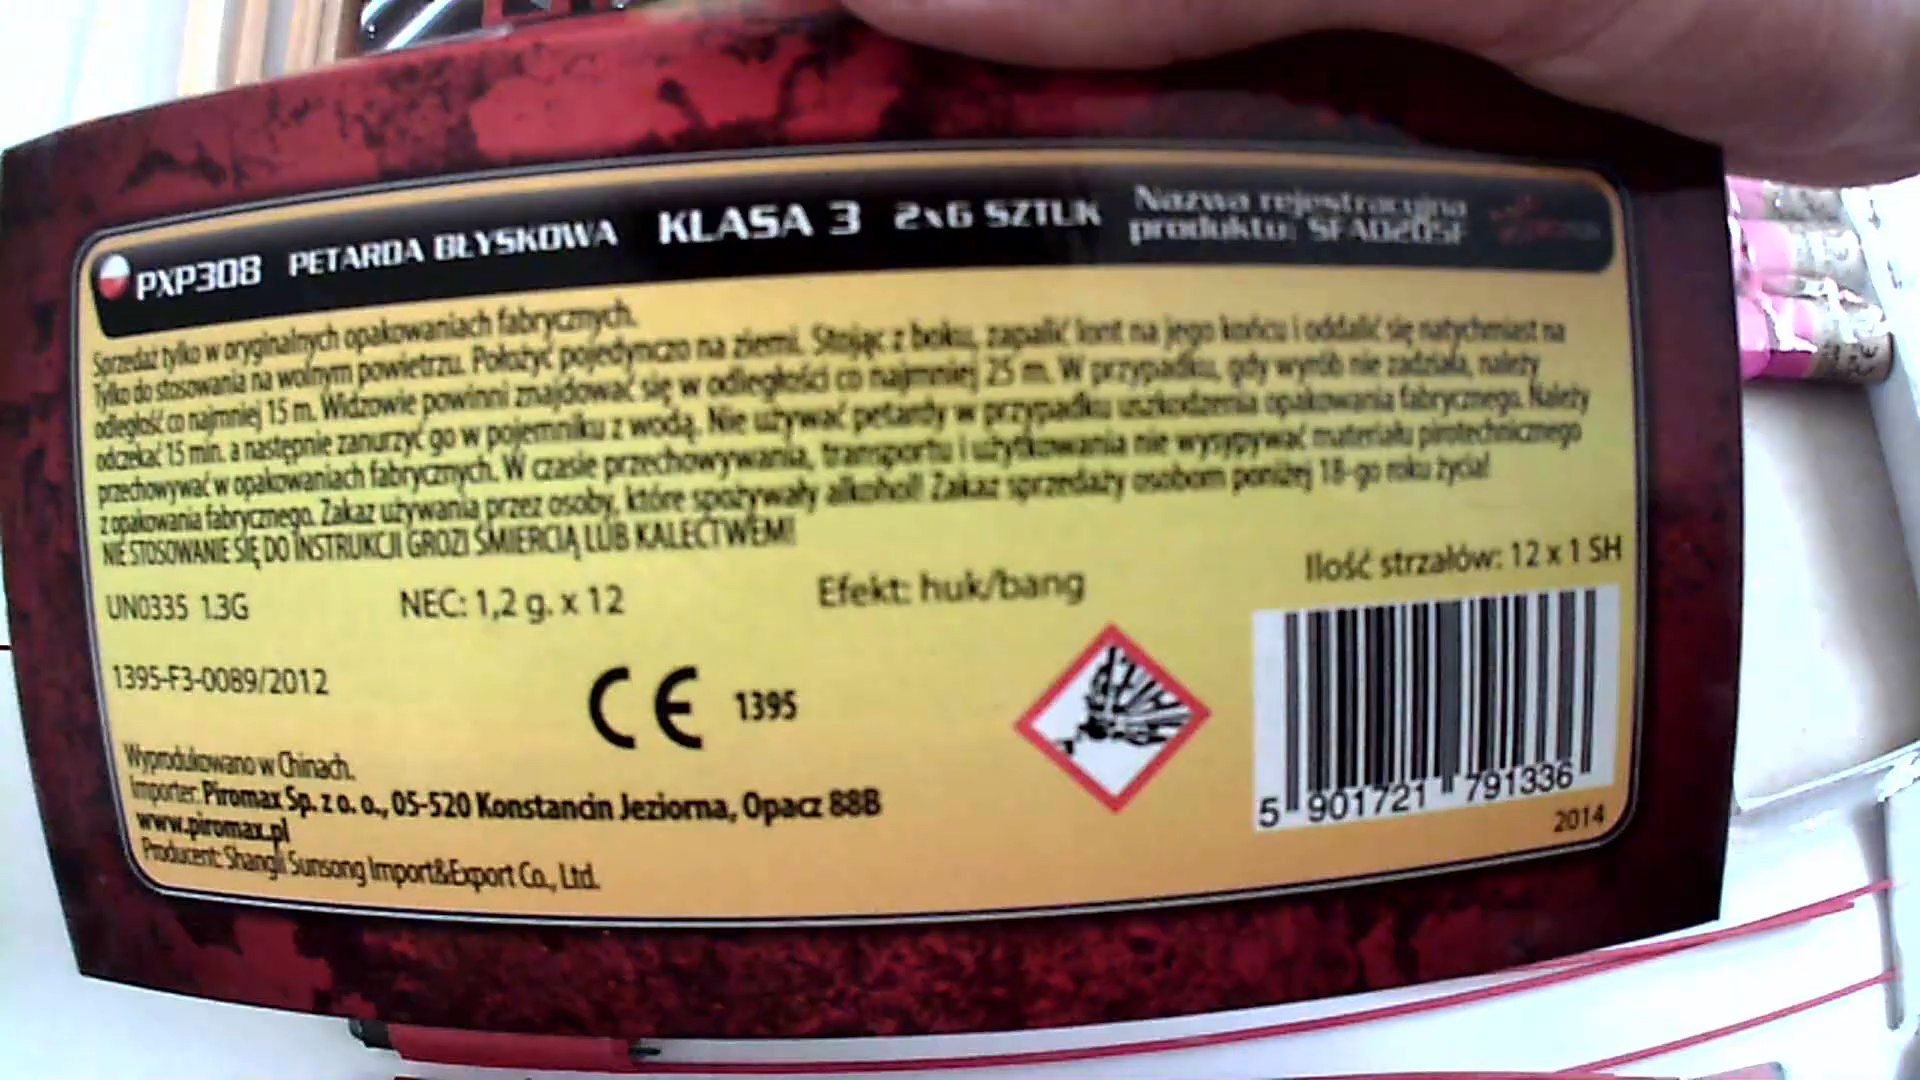 PXP308 PETARDA BŁYSKOWA KLASA 3 2x6 SZTUK Nazwa rejestracyjna produktu: SFA0205F
Sprzedaż tylko w oryginalnych opakowaniach fabrycznych.
Tylko do stosowania na wolnym powietrzu. Położyć pojedynczo na ziemi. Stojąc z boku, zapalić lont na jego końcu i oddalić się natychmiast na
odległość co najmniej 15 m. Widzowie powinni znajdować się w odległości co najmniej 25 m. W przypadku, gdy wyrób nie zadziała, należy
odczekać 15 min. a następnie zanurzyć go w pojemniku z wodą. Nie używać petardy w przypadku uszkodzenia opakowania fabrycznego. Należy
przechowywać w opakowaniach fabrycznych. W czasie przechowywania, transportu i użytkowania nie wysypywać materiału pirotechnicznego
z opakowania fabrycznego. Zakaz używania przez osoby, które spożywały alkohol! Zakaz sprzedaży osobom poniżej 18-go roku życia!
NIE STOSOWANIE SIĘ DO INSTRUKCJI GROZI ŚMIERCIĄ LUB KALECTWEM!
UN0335 1.3G NEC: 1,2 g. x 12 Efekt: huk/bang Ilość strzałów: 12 x 1 SH
1395-F3-0089/2012
CE 1395
5 901721 791336
2014
Wyprodukowano w Chinach.
Importer: Piromax Sp. z o. o., 05-520 Konstancin Jeziorna, Opacz 88B
www.piromax.pl
Producent: Shangli Sunsong Import&Export Co., Ltd.